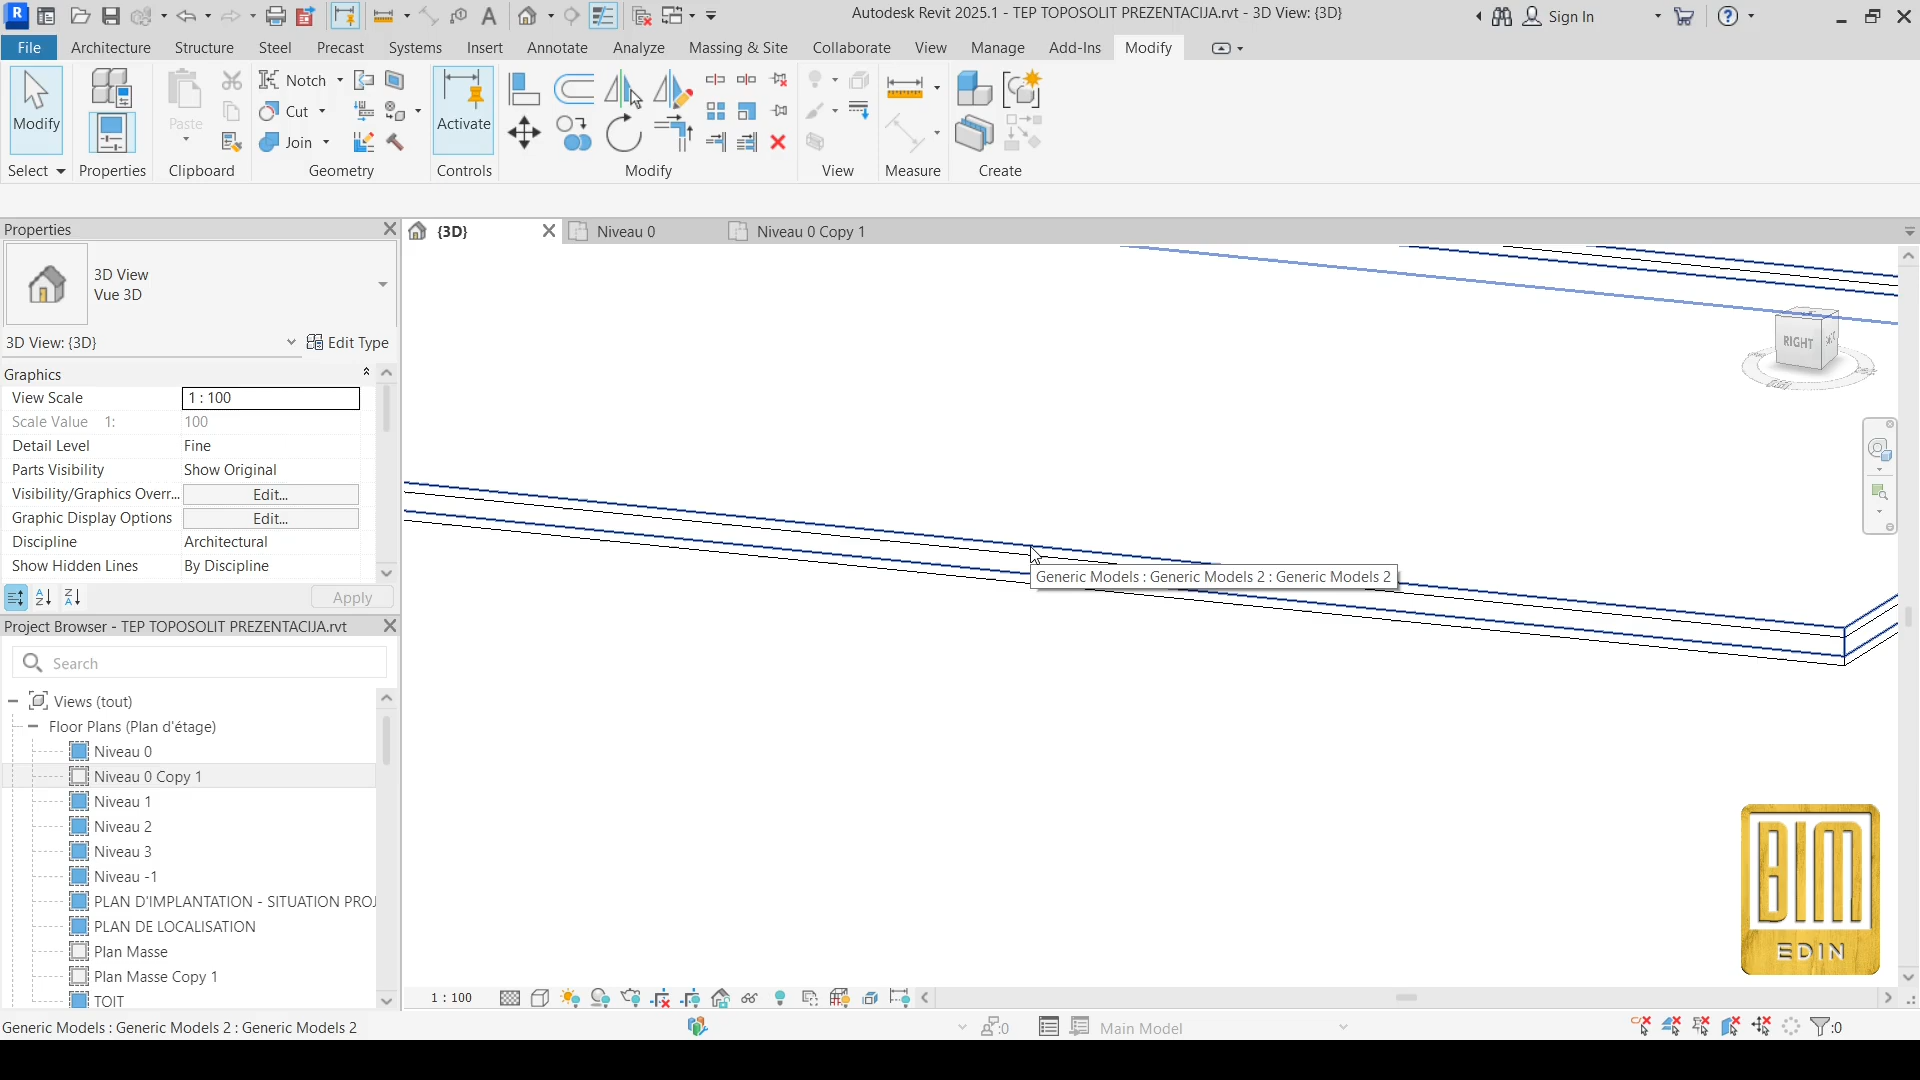 Autodesk Revit 2025.1 - TEP TOPOSOLIT PREZENTACIJA.rvt - 3D View: {3D}
Sign In
File Architecture Structure Steel Precast Systems Insert Annotate Analyze Massing & Site Collaborate View Manage Add-Ins Modify
Modify
Paste
Notch
Cut
Join
Activate
Select Properties Clipboard Geometry Controls Modify View Measure Create
Properties
{3D} Niveau 0 Niveau 0 Copy 1
3D View
Vue 3D
3D View: {3D} Edit Type
Graphics
View Scale 1 : 100
Scale Value 1: 100
Detail Level Fine
Parts Visibility Show Original
Visibility/Graphics Overr... Edit...
Graphic Display Options Edit...
Discipline Architectural
Show Hidden Lines By Discipline
Apply
Project Browser - TEP TOPOSOLIT PREZENTACIJA.rvt
Search
Views (tout)
Floor Plans (Plan d'étage)
Niveau 0
Niveau 0 Copy 1
Niveau 1
Niveau 2
Niveau 3
Niveau -1
PLAN D'IMPLANTATION - SITUATION PROJ
PLAN DE LOCALISATION
Plan Masse
Plan Masse Copy 1
TOIT
RIGHT
Generic Models : Generic Models 2 : Generic Models 2
BIM
EDIN
1 : 100
Generic Models : Generic Models 2 : Generic Models 2
:0
Main Model
:0